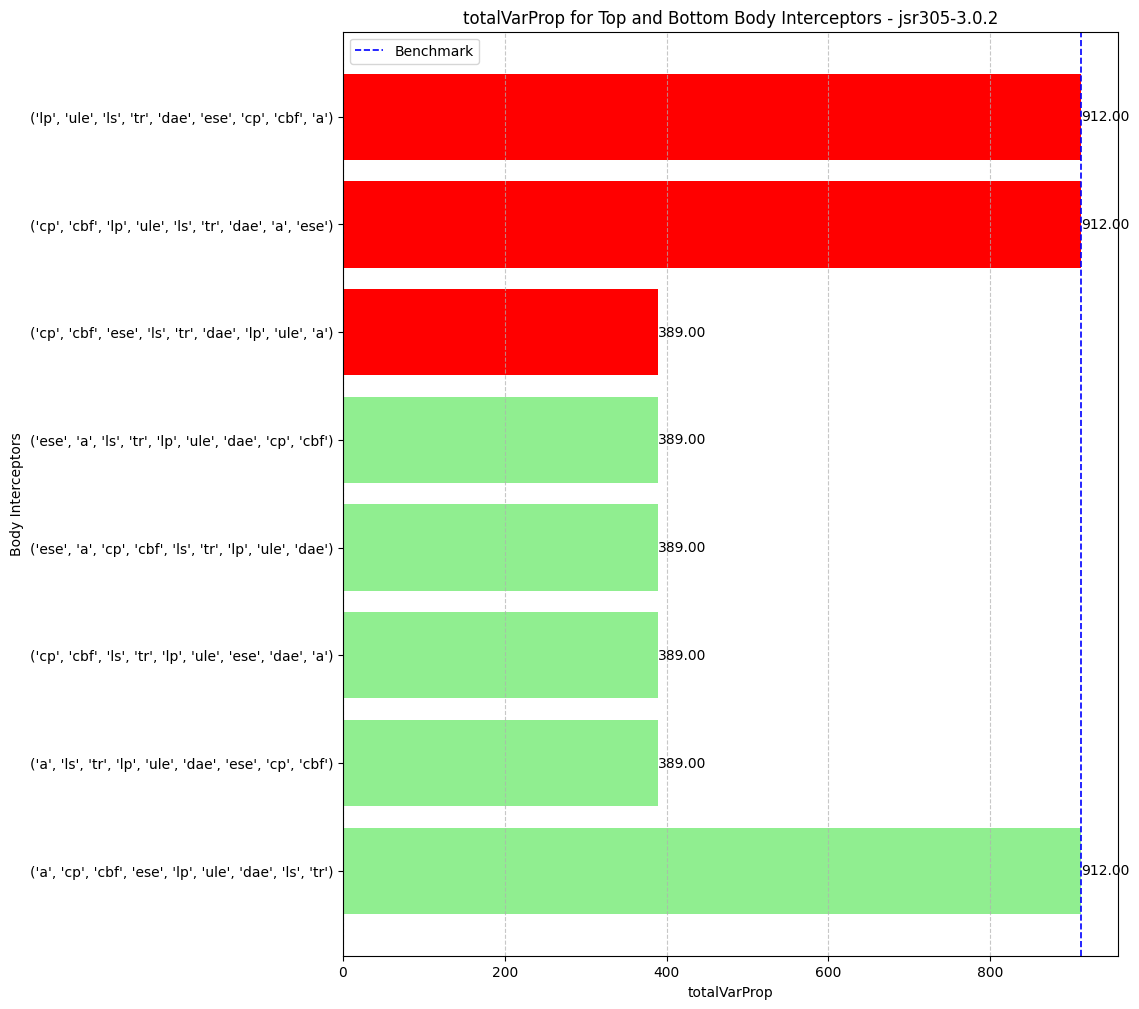 totalVarProp for Top and Bottom Body Interceptors - jsr305-3.0.2
Benchmark
('lp', 'ule', 'ls', 'tr', 'dae', 'ese', 'cp', 'cbf', 'a')
912.00
('cp', 'cbf', 'lp', 'ule', 'ls', 'tr', 'dae', 'a', 'ese')
912.00
('cp', 'cbf', 'ese', 'ls', 'tr', 'dae', 'lp', 'ule', 'a')
389.00
('ese', 'a', 'ls', 'tr', 'lp', 'ule', 'dae', 'cp', 'cbf')
389.00
Body Interceptors
('ese', 'a', 'cp', 'cbf', 'ls', 'tr', 'lp', 'ule', 'dae')
389.00
('cp', 'cbf', 'ls', 'tr', 'lp', 'ule', 'ese', 'dae', 'a')
389.00
('a', 'ls', 'tr', 'lp', 'ule', 'dae', 'ese', 'cp', 'cbf')
389.00
('a', 'cp', 'cbf', 'ese', 'lp', 'ule', 'dae', 'ls', 'tr')
912.00
0 200 400 600 800
totalVarProp